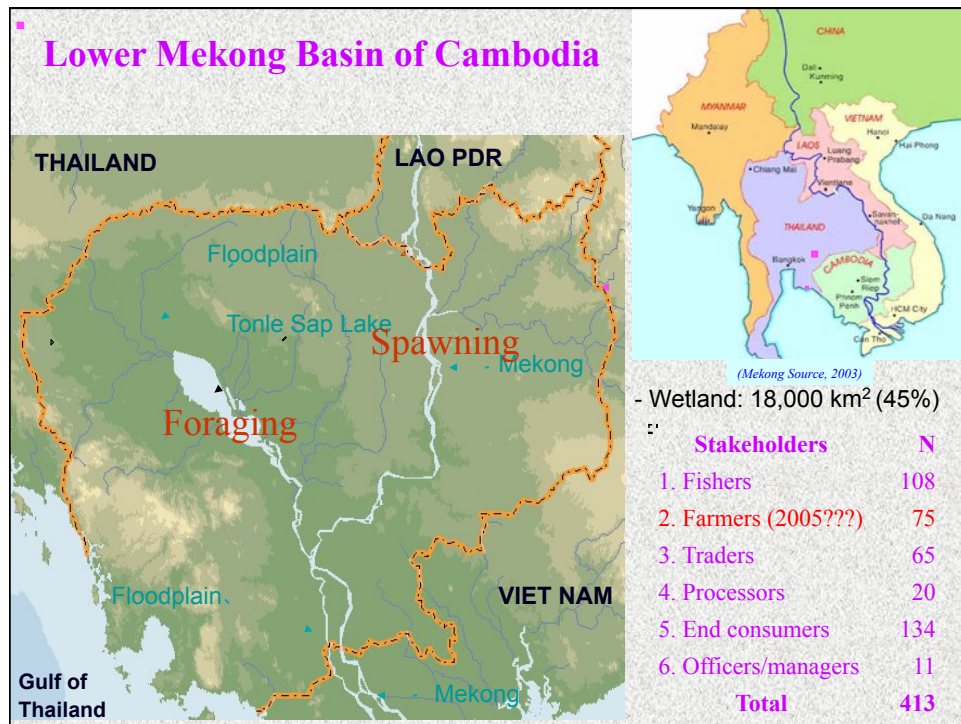 Lower Mekong Basin of Cambodia
THAILAND
LAO PDR
Floodplain
Tonle Sap Lake
Spawning
- Mekong
Foraging
Floodplain
VIET NAM
Gulf of
Thailand
- Mekong
CHINA
Dali
Kunming
MYANMAR
Mandalay
VIETNAM
Hanoi
Hai Phong
LAOS
Luang
Prabang
Chiang Mai
Vientiane
Yangon
Savan-
nakhet
Da Nang
THAILAND
Bangkok
CAMBODIA
Siem
Riep
Phnom
Penh
HCM City
Can Tho
(Mekong Source, 2003)
- Wetland: 18,000 km² (45%)
Stakeholders N
1. Fishers 108
2. Farmers (2005???) 75
3. Traders 65
4. Processors 20
5. End consumers 134
6. Officers/managers 11
Total 413